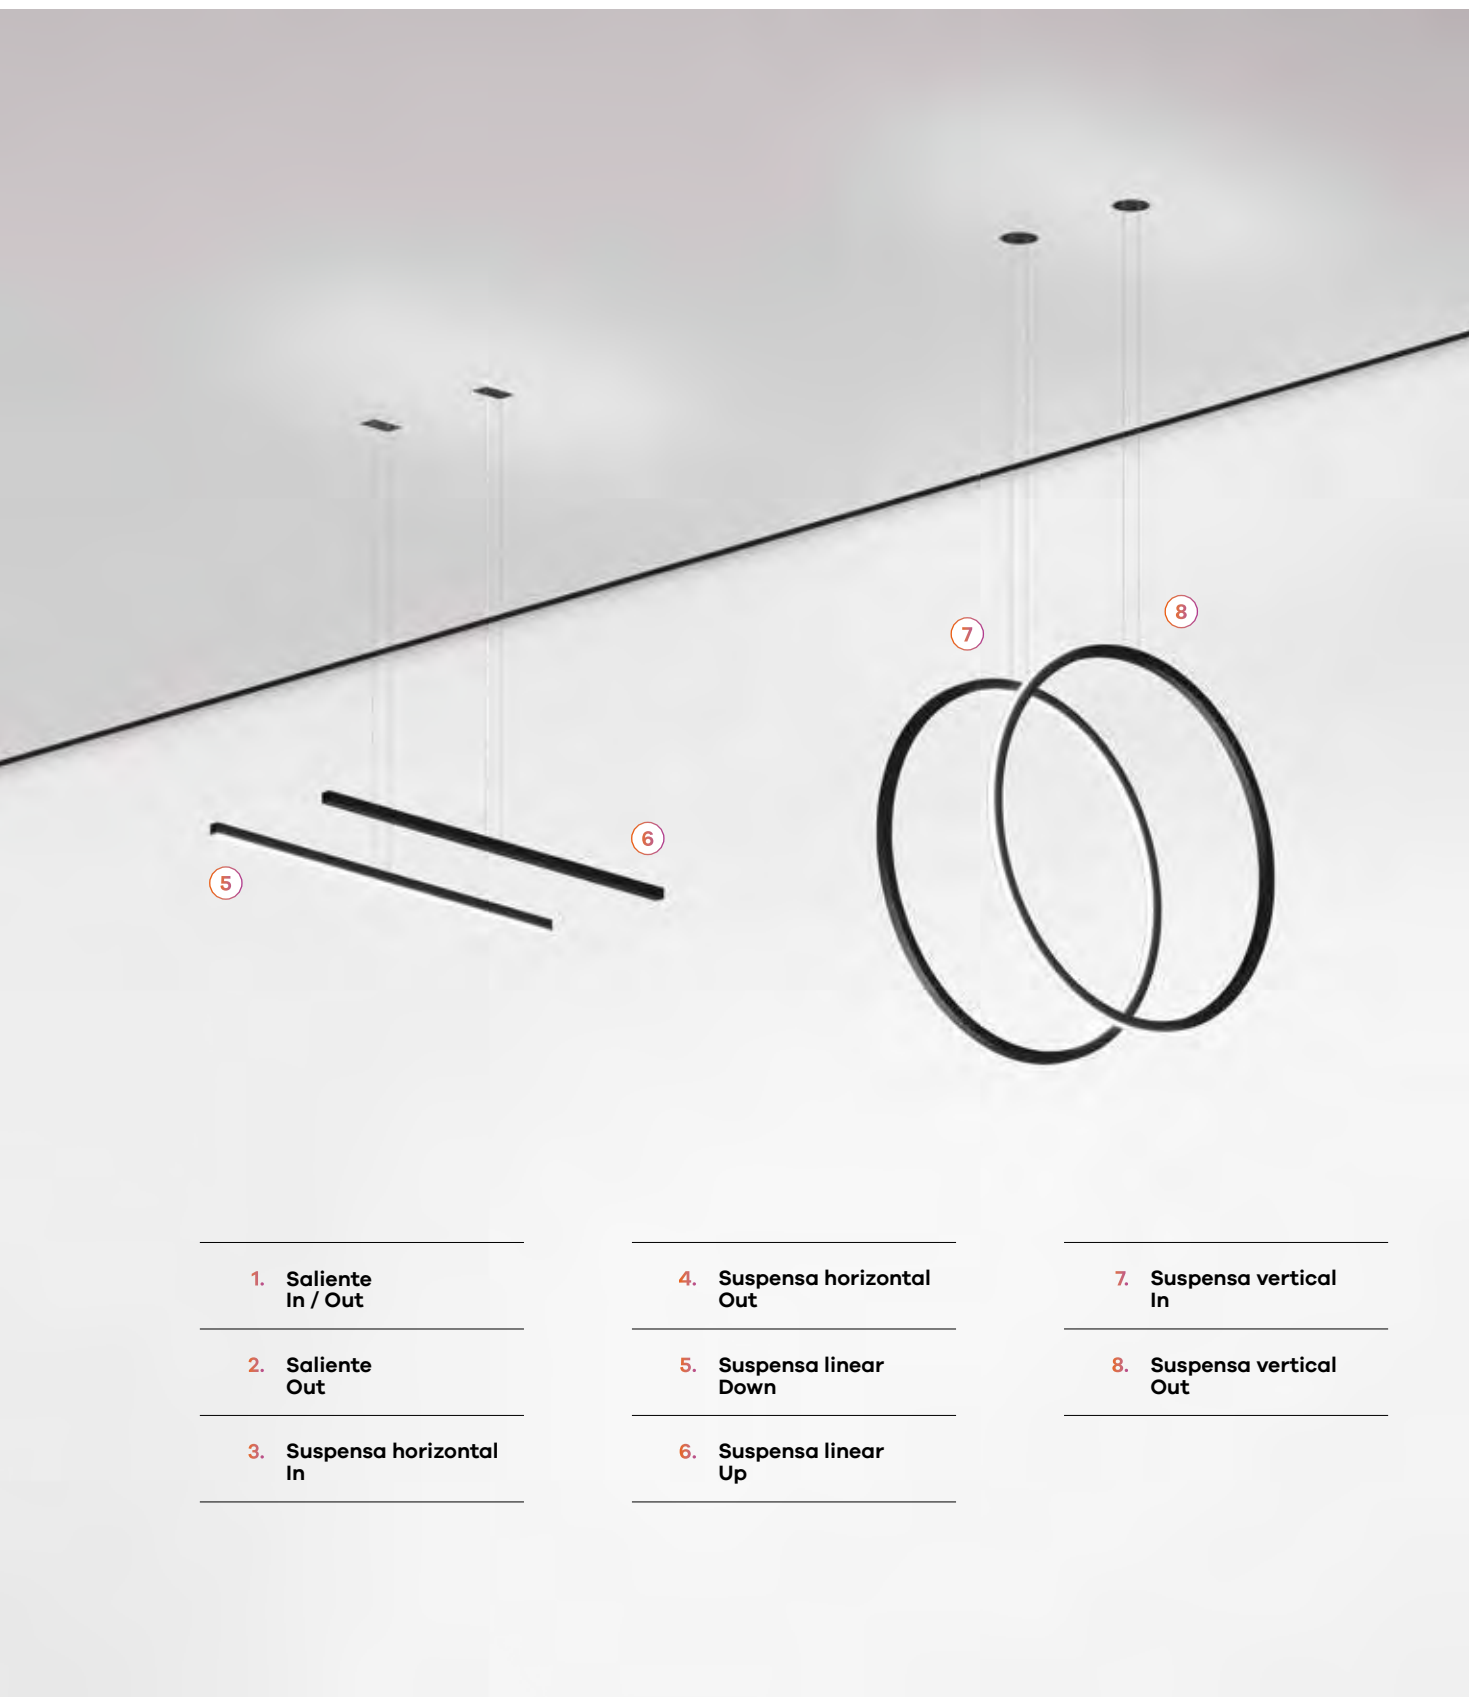 8
7
6
5
1. Saliente
In / Out
2. Saliente
Out
3. Suspensa horizontal
In
4. Suspensa horizontal
Out
5. Suspensa linear
Down
6. Suspensa linear
Up
7. Suspensa vertical
In
8. Suspensa vertical
Out